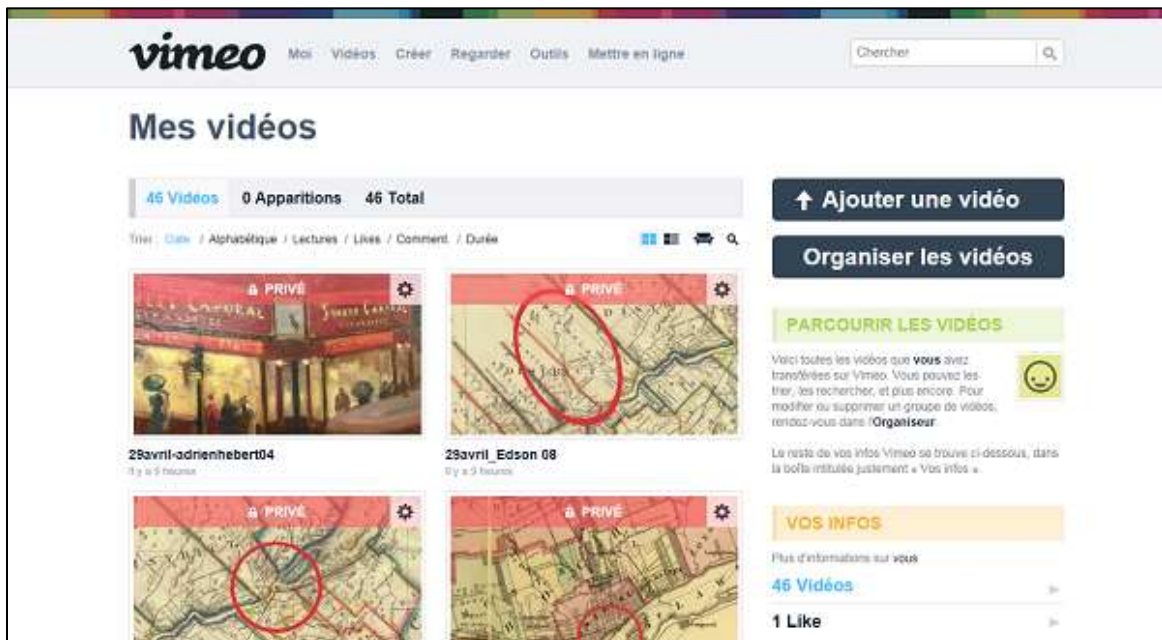 vimeo Moi Vidéos Créer Regarder Outils Mettre en ligne Chercher
Mes vidéos
46 Vidéos 0 Apparitions 46 Total
Trier : Date / Alphabétique / Lectures / Likes / Comment. / Durée
PRIVÉ
29avril-adrienhebert04
Il y a 9 heures
PRIVÉ
29avril_Edson 08
Il y a 9 heures
PRIVÉ
PRIVÉ
Ajouter une vidéo
Organiser les vidéos
PARCOURIR LES VIDÉOS
Voici toutes les vidéos que vous avez
transférées sur Vimeo. Vous pouvez les
trier, les rechercher, et plus encore. Pour
modifier ou supprimer un groupe de vidéos,
rendez-vous dans l'Organiseur.
Le reste de vos infos Vimeo se trouve ci-dessous, dans
la boîte intitulée justement « Vos infos ».
VOS INFOS
Plus d'informations sur vous
46 Vidéos
1 Like